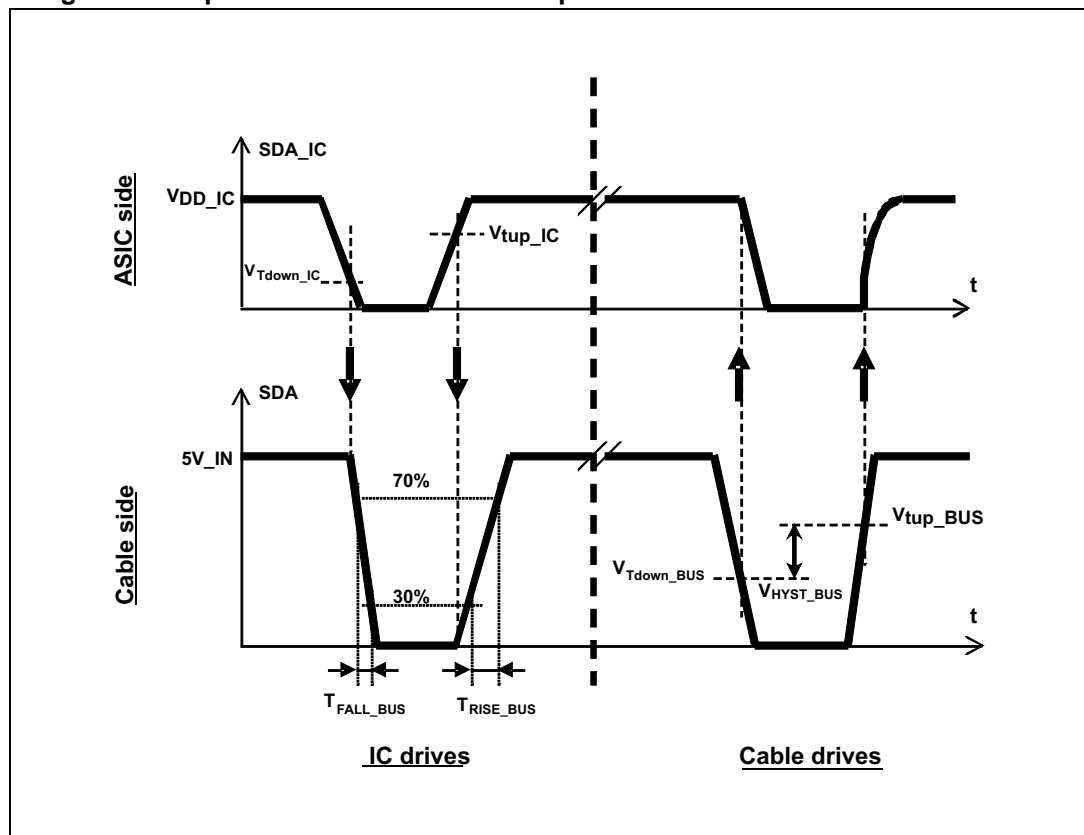 SDA_IC
VDD_IC
Vtup_IC
VTdown_IC
t
ASIC side
SDA
5V_IN
70%
Vtup_BUS
VTdown_BUS
VHYST_BUS
30%
t
Cable side
TFALL_BUS
TRISE_BUS
IC drives
Cable drives